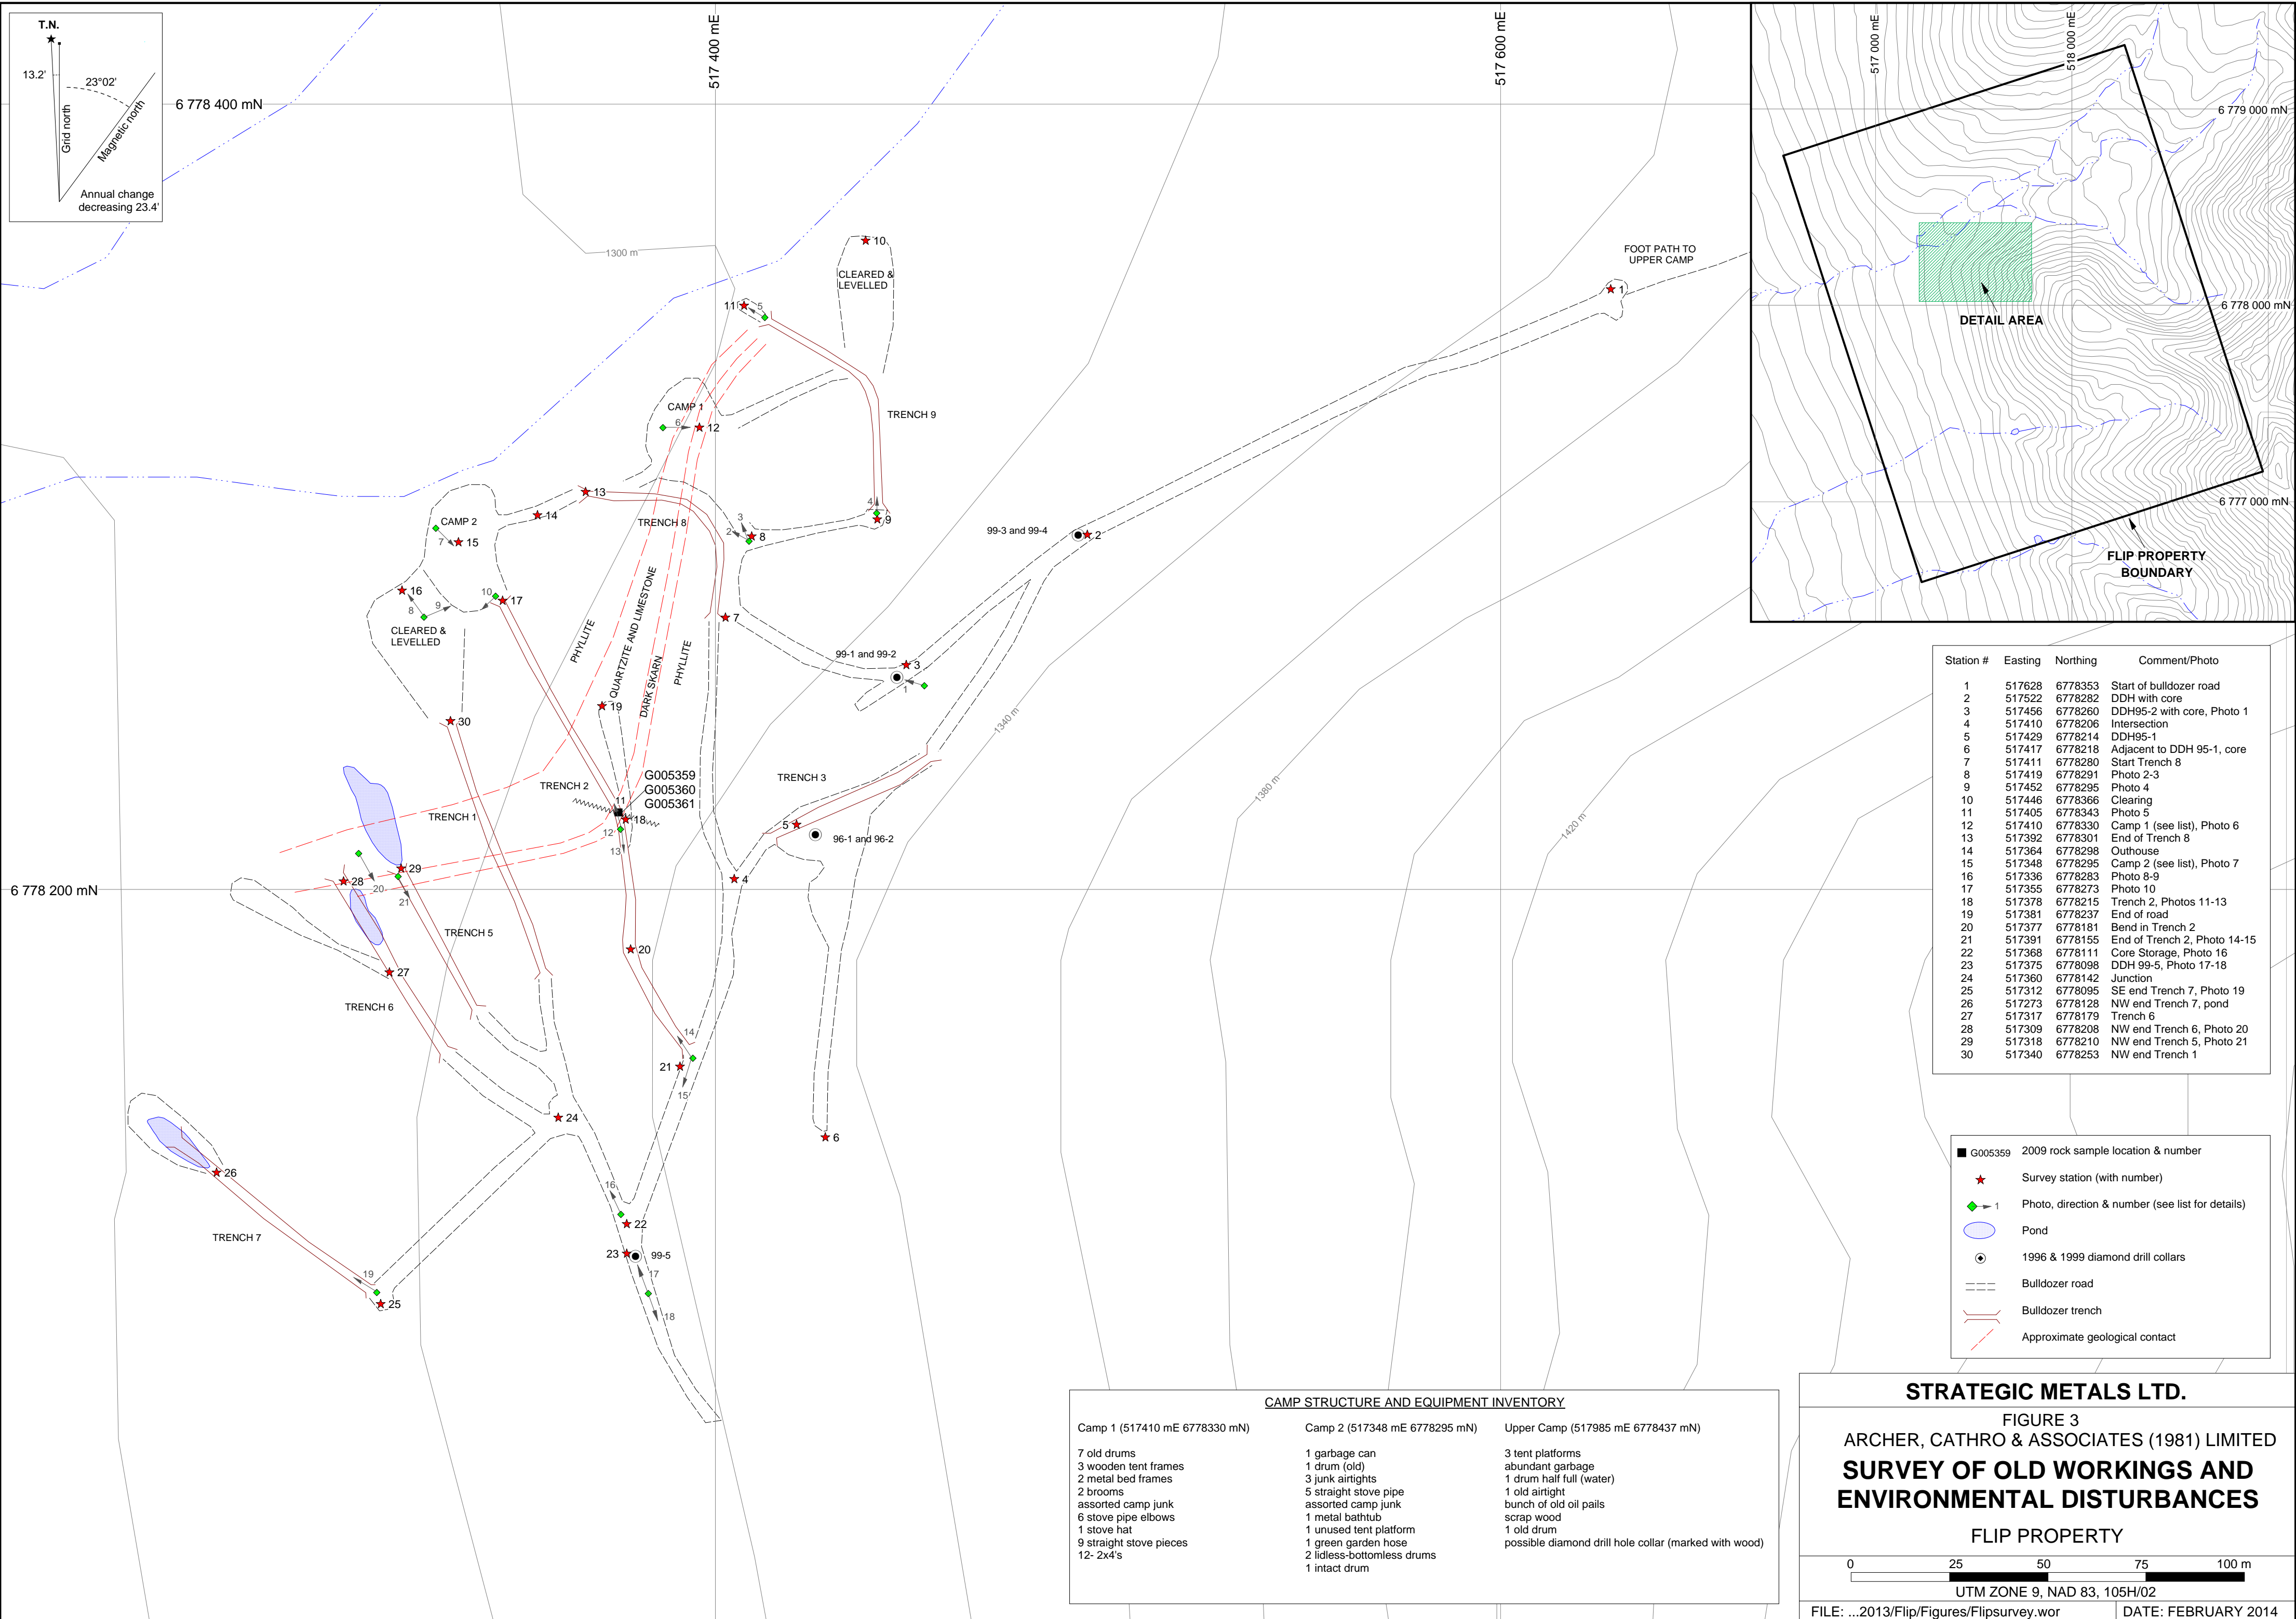 T.N.
13.2'
23°02'
Grid north
Magnetic north
Annual change
decreasing 23.4'
6 778 400 mN
517 400 mE
517 600 mE
1300 m
10
CLEARED &
LEVELLED
FOOT PATH TO
UPPER CAMP
1
11
5
CAMP 1
6
12
TRENCH 9
13
14
TRENCH 8
CAMP 2
7
15
3
2
8
4
9
99-3 and 99-4
2
16
8
9
10
17
CLEARED &
LEVELLED
PHYLLITE
QUARTZITE AND LIMESTONE
DARK SKARN
PHYLLITE
7
99-1 and 99-2
3
1
19
30
1340 m
TRENCH 2
G005359
G005360
G005361
TRENCH 3
1380 m
11
18
12
13
TRENCH 1
5
96-1 and 96-2
1420 m
29
28
20
21
4
6 778 200 mN
TRENCH 5
20
27
TRENCH 6
14
21
15
24
6
26
16
22
TRENCH 7
23
99-5
17
19
25
18
517 000 mE
518 000 mE
6 779 000 mN
DETAIL AREA
6 778 000 mN
6 777 000 mN
FLIP PROPERTY
BOUNDARY
Station # Easting Northing Comment/Photo
1 517628 6778353 Start of bulldozer road
2 517522 6778282 DDH with core
3 517456 6778260 DDH95-2 with core, Photo 1
4 517410 6778206 Intersection
5 517429 6778214 DDH95-1
6 517417 6778218 Adjacent to DDH 95-1, core
7 517411 6778280 Start Trench 8
8 517419 6778291 Photo 2-3
9 517452 6778295 Photo 4
10 517446 6778366 Clearing
11 517405 6778343 Photo 5
12 517410 6778330 Camp 1 (see list), Photo 6
13 517392 6778301 End of Trench 8
14 517364 6778298 Outhouse
15 517348 6778295 Camp 2 (see list), Photo 7
16 517336 6778283 Photo 8-9
17 517355 6778273 Photo 10
18 517378 6778215 Trench 2, Photos 11-13
19 517381 6778237 End of road
20 517377 6778181 Bend in Trench 2
21 517391 6778155 End of Trench 2, Photo 14-15
22 517368 6778111 Core Storage, Photo 16
23 517375 6778098 DDH 99-5, Photo 17-18
24 517360 6778142 Junction
25 517312 6778095 SE end Trench 7, Photo 19
26 517273 6778128 NW end Trench 7, pond
27 517317 6778179 Trench 6
28 517309 6778208 NW end Trench 6, Photo 20
29 517318 6778210 NW end Trench 5, Photo 21
30 517340 6778253 NW end Trench 1
G005359 2009 rock sample location & number
Survey station (with number)
1 Photo, direction & number (see list for details)
Pond
1996 & 1999 diamond drill collars
Bulldozer road
Bulldozer trench
Approximate geological contact
CAMP STRUCTURE AND EQUIPMENT INVENTORY
Camp 1 (517410 mE 6778330 mN)
7 old drums
3 wooden tent frames
2 metal bed frames
2 brooms
assorted camp junk
6 stove pipe elbows
1 stove hat
9 straight stove pieces
12- 2x4's
Camp 2 (517348 mE 6778295 mN)
1 garbage can
1 drum (old)
3 junk airtights
5 straight stove pipe
assorted camp junk
1 metal bathtub
1 unused tent platform
1 green garden hose
2 lidless-bottomless drums
1 intact drum
Upper Camp (517985 mE 6778437 mN)
3 tent platforms
abundant garbage
1 drum half full (water)
1 old airtight
bunch of old oil pails
scrap wood
1 old drum
possible diamond drill hole collar (marked with wood)
STRATEGIC METALS LTD.
FIGURE 3
ARCHER, CATHRO & ASSOCIATES (1981) LIMITED
SURVEY OF OLD WORKINGS AND
ENVIRONMENTAL DISTURBANCES
FLIP PROPERTY
0 25 50 75 100 m
UTM ZONE 9, NAD 83, 105H/02
FILE: ...2013/Flip/Figures/Flipsurvey.wor DATE: FEBRUARY 2014